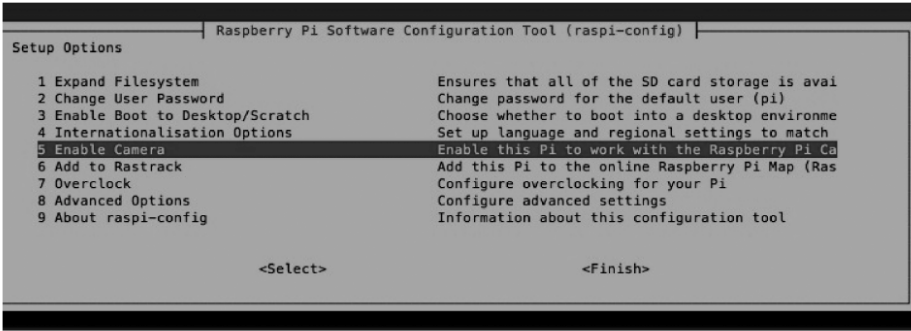 Raspberry Pi Software Configuration Tool (raspi-config)
Setup Options
1 Expand Filesystem Ensures that all of the SD card storage is avai
2 Change User Password Change password for the default user (pi)
3 Enable Boot to Desktop/Scratch Choose whether to boot into a desktop environme
4 Internationalisation Options Set up language and regional settings to match
5 Enable Camera Enable this Pi to work with the Raspberry Pi Ca
6 Add to Rastrack Add this Pi to the online Raspberry Pi Map (Ras
7 Overclock Configure overclocking for your Pi
8 Advanced Options Configure advanced settings
9 About raspi-config Information about this configuration tool
<Select> <Finish>